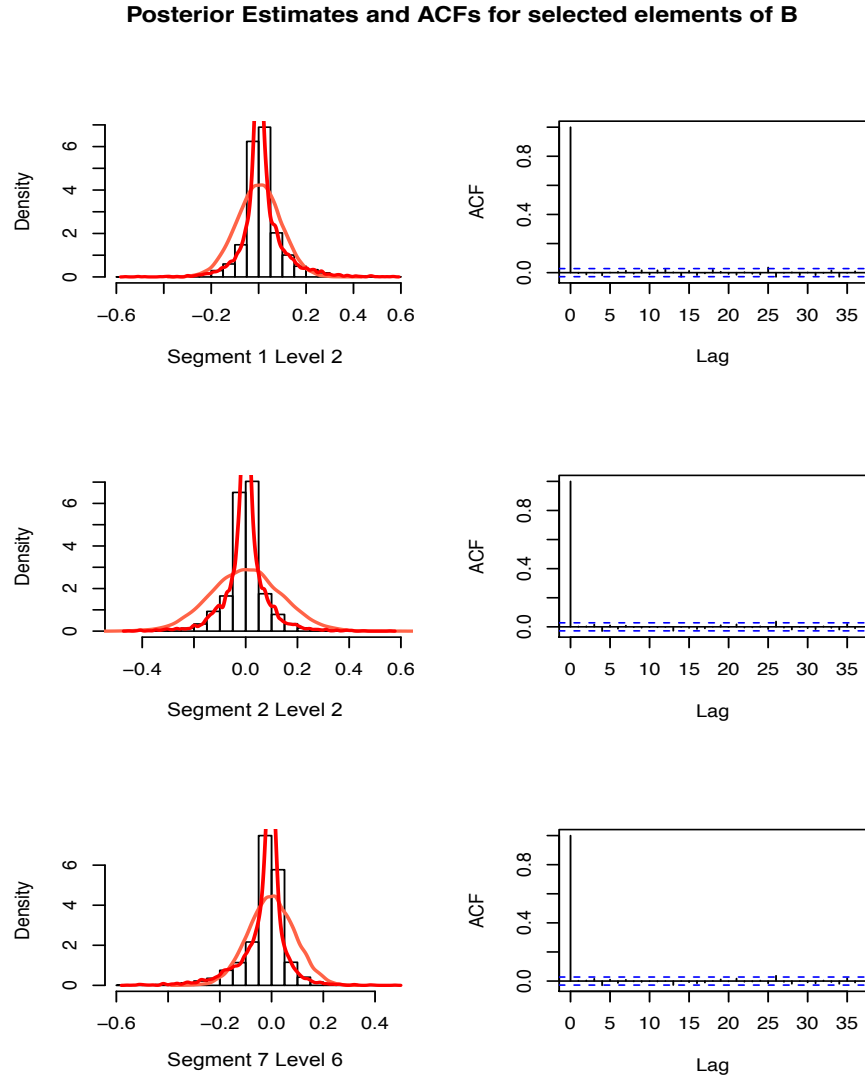 Posterior Estimates and ACFs for selected elements of B
Density
0 2 4 6
−0.6 −0.2 0.2 0.4 0.6
Segment 1 Level 2
ACF
0.0 0.4 0.8
0 5 10 15 20 25 30 35
Lag
Density
0 2 4 6
−0.4 0.0 0.2 0.4 0.6
Segment 2 Level 2
ACF
0.0 0.4 0.8
0 5 10 15 20 25 30 35
Lag
Density
0 2 4 6
−0.6 −0.2 0.0 0.2 0.4
Segment 7 Level 6
ACF
0.0 0.4 0.8
0 5 10 15 20 25 30 35
Lag